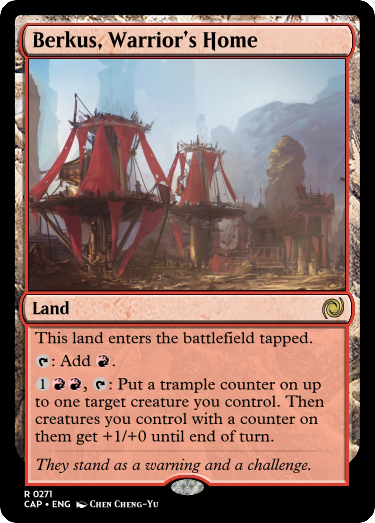 Berkus, Warrior's Home
Land
This land enters the battlefield tapped.
: Add .
1 , : Put a trample counter on up
to one target creature you control. Then
creatures you control with a counter on
them get +1/+0 until end of turn.
They stand as a warning and a challenge.
R 0271
CAP • ENG Chen Cheng-Yu